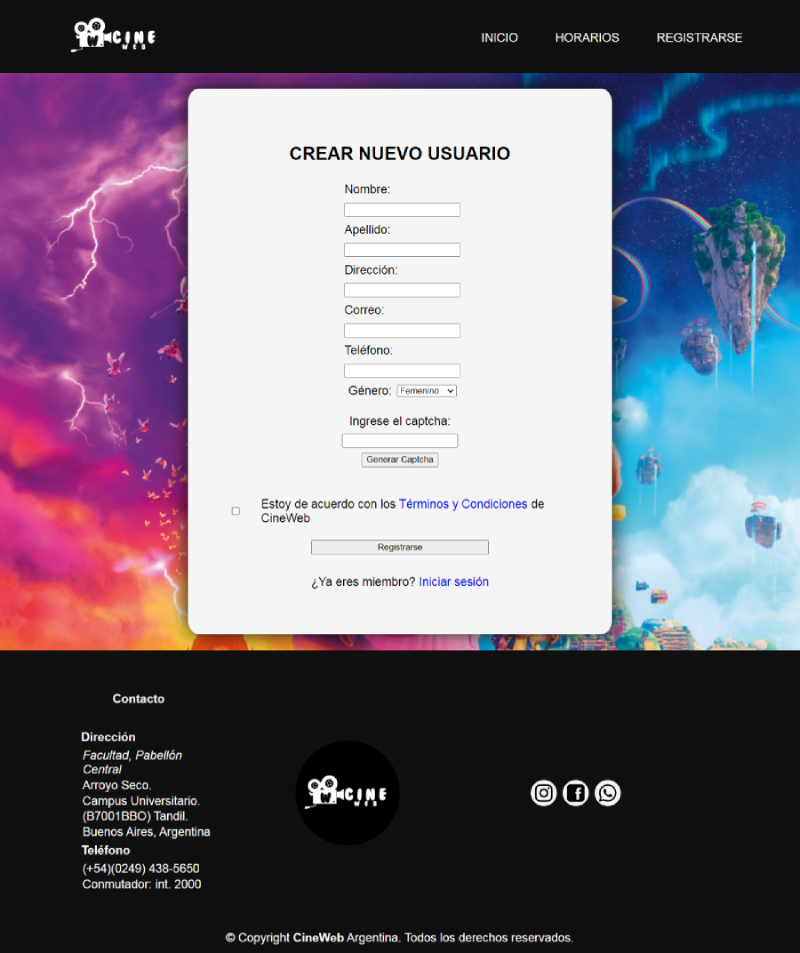 CINE
WEB
INICIO HORARIOS REGISTRARSE
CREAR NUEVO USUARIO
Nombre:
Apellido:
Dirección:
Correo:
Teléfono:
Género: Femenino
Ingrese el captcha:
Generar Captcha
Estoy de acuerdo con los Términos y Condiciones de
CineWeb
Registrarse
¿Ya eres miembro? Iniciar sesión
Contacto
Dirección
Facultad, Pabellón
Central
Arroyo Seco.
Campus Universitario.
(B7001BBO) Tandil.
Buenos Aires, Argentina
Teléfono
(+54)(0249) 438-5650
Conmutador: int. 2000
CINE
WEB
© Copyright CineWeb Argentina. Todos los derechos reservados.